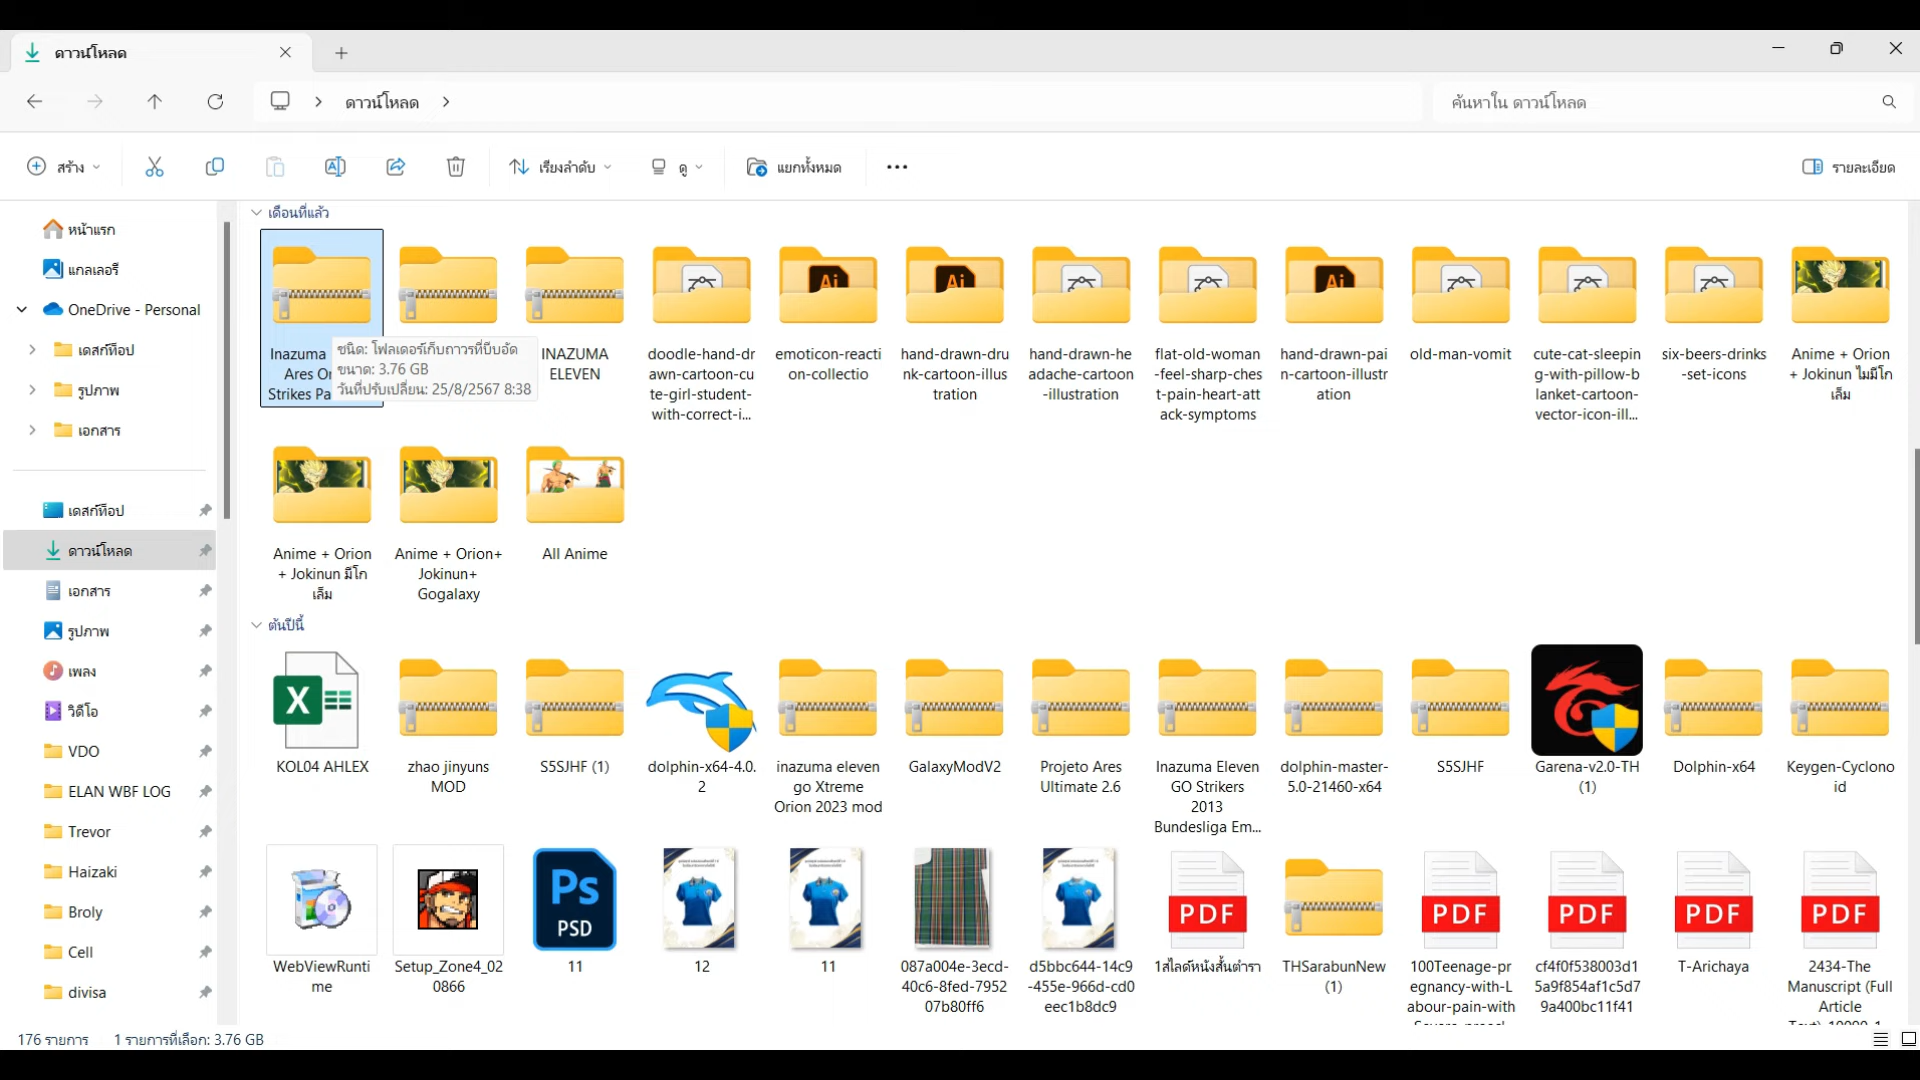 ดาวน์โหลด
ดาวน์โหลด
ค้นหาใน ดาวน์โหลด
สร้าง
เรียงลำดับ
ดู
แยกทั้งหมด
รายละเอียด
หน้าแรก
แกลเลอรี
OneDrive - Personal
เดสก์ท็อป
รูปภาพ
เอกสาร
เดสก์ท็อป
ดาวน์โหลด
เอกสาร
รูปภาพ
เพลง
วิดีโอ
VDO
ELAN WBF LOG
Trevor
Haizaki
Broly
Cell
divisa
เดือนที่แล้ว
Inazuma
Ares Or
Strikes Pa
ชนิด: โฟลเดอร์เก็บถาวรที่บีบอัด
ขนาด: 3.76 GB
วันที่ปรับเปลี่ยน: 25/8/2567 8:38
INAZUMA
ELEVEN
doodle-hand-dr
awn-cartoon-cu
te-girl-student-
with-correct-i...
emoticon-reacti
on-collectio
hand-drawn-dru
nk-cartoon-illus
tration
hand-drawn-he
adache-cartoon
-illustration
flat-old-woman
-feel-sharp-ches
t-pain-heart-att
ack-symptoms
hand-drawn-pai
n-cartoon-illustr
ation
old-man-vomit
cute-cat-sleepin
g-with-pillow-b
lanket-cartoon-
vector-icon-ill...
six-beers-drinks
-set-icons
Anime + Orion
+ Jokinun ไม่มีโก
เล็ม
Anime + Orion
+ Jokinun มีโก
เล็ม
Anime + Orion+
Jokinun+
Gogalaxy
All Anime
ต้นปีนี้
KOL04 AHLEX
zhao jinyuns
MOD
S5SJHF (1)
dolphin-x64-4.0.
2
inazuma eleven
go Xtreme
Orion 2023 mod
GalaxyModV2
Projeto Ares
Ultimate 2.6
Inazuma Eleven
GO Strikers
2013
Bundesliga Em...
dolphin-master-
5.0-21460-x64
S5SJHF
Garena-v2.0-TH
(1)
Dolphin-x64
Keygen-Cyclono
id
WebViewRunti
me
Setup_Zone4_02
0866
Ps
PSD
11
12
11
087a004e-3ecd-
40c6-8fed-7952
07b80ff6
d5bbc644-14c9
-455e-966d-cd0
eec1b8dc9
PDF
1สไลด์หนังสั้นตำรา
THSarabunNew
(1)
PDF
100Teenage-pr
egnancy-with-L
abour-pain-with
PDF
cf4f0f538003d1
5a9f854af1c5d7
9a400bc11f41
PDF
T-Arichaya
PDF
2434-The
Manuscript (Full
Article
176 รายการ
1 รายการที่เลือก: 3.76 GB